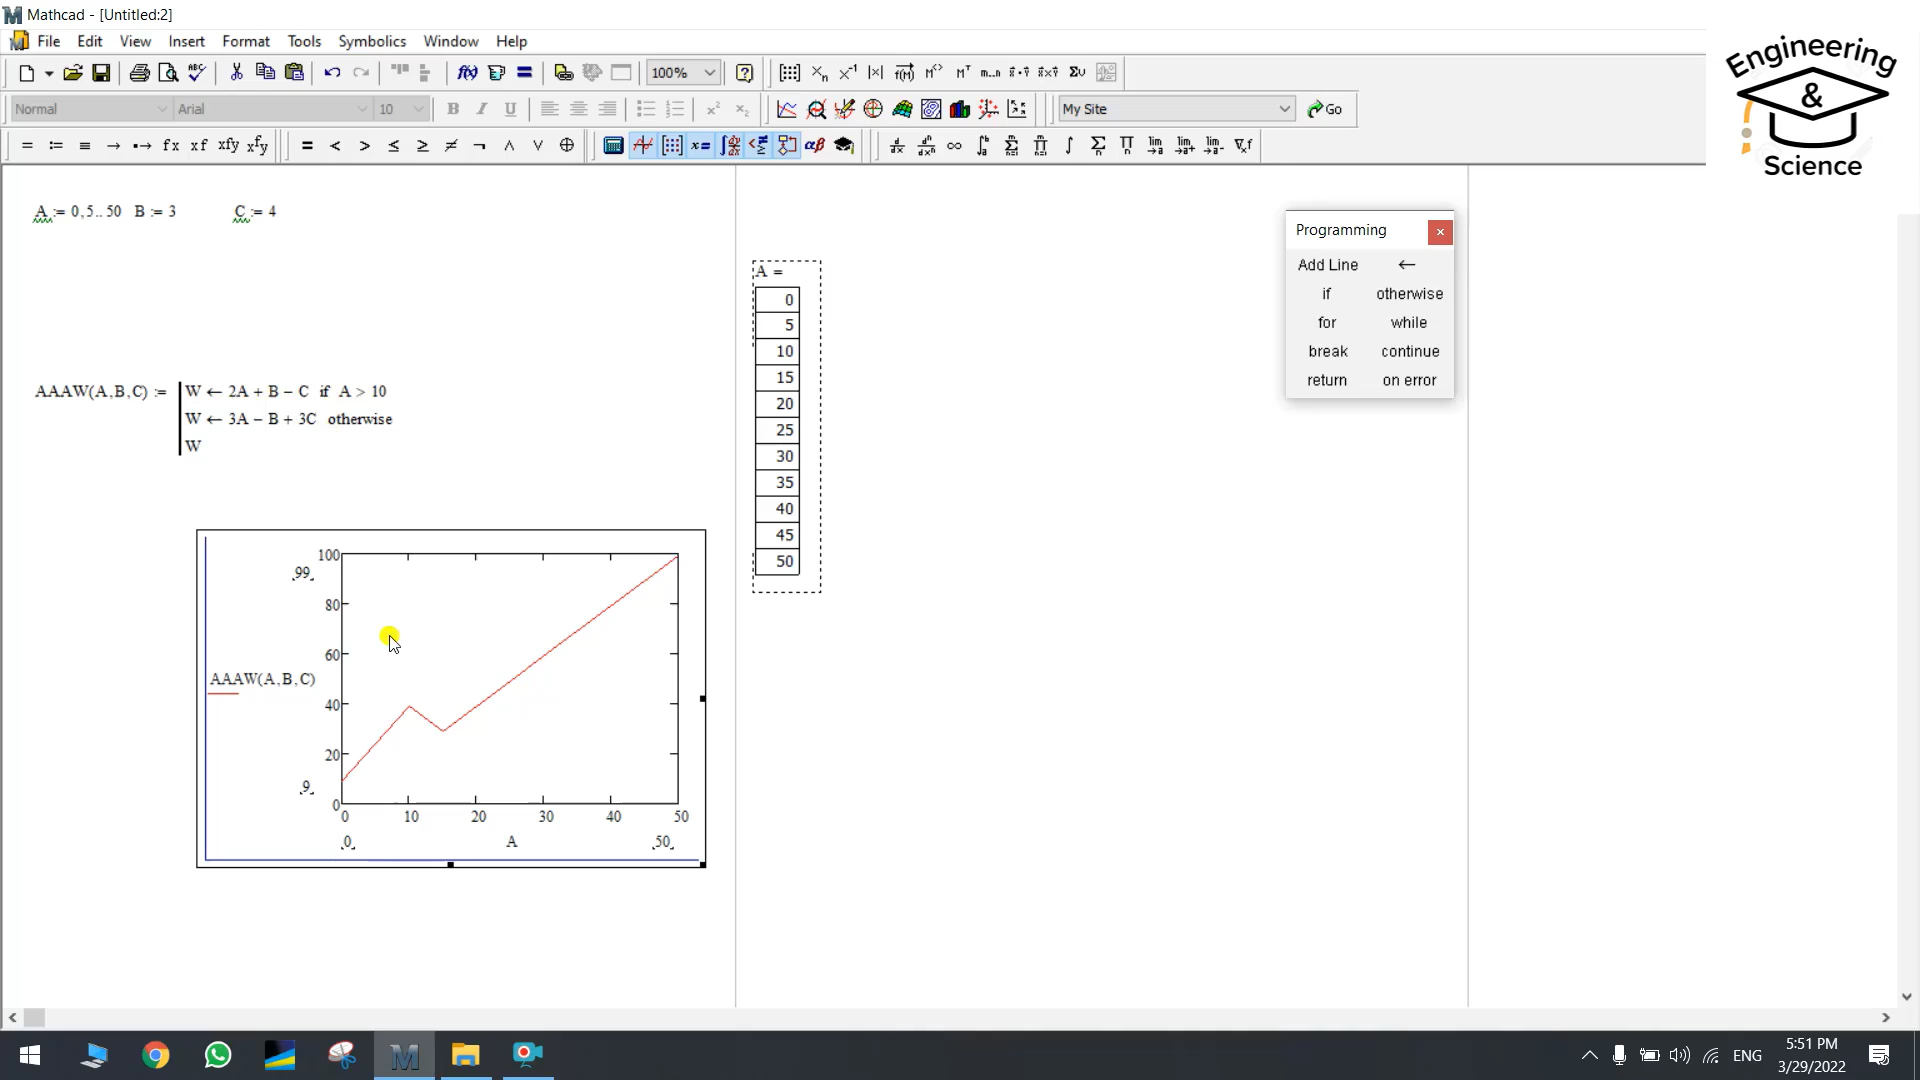 Mathcad - [Untitled:2]
File Edit View Insert Format Tools Symbolics Window Help
100%
Normal Arial 10 B I U My Site Go
A := 0, 5 .. 50 B := 3 C := 4
A =
0
5
10
15
20
25
30
35
40
45
50
Programming
Add Line ←
if otherwise
for while
break continue
return on error
AAAW(A, B, C) := W ← 2A + B − C if A > 10
W ← 3A − B + 3C otherwise
W
100
99
80
60
AAAW(A, B, C)
40
20
9
0
0 10 20 30 40 50
0 A 50
Engineering
&
Science
ENG
5:51 PM
3/29/2022